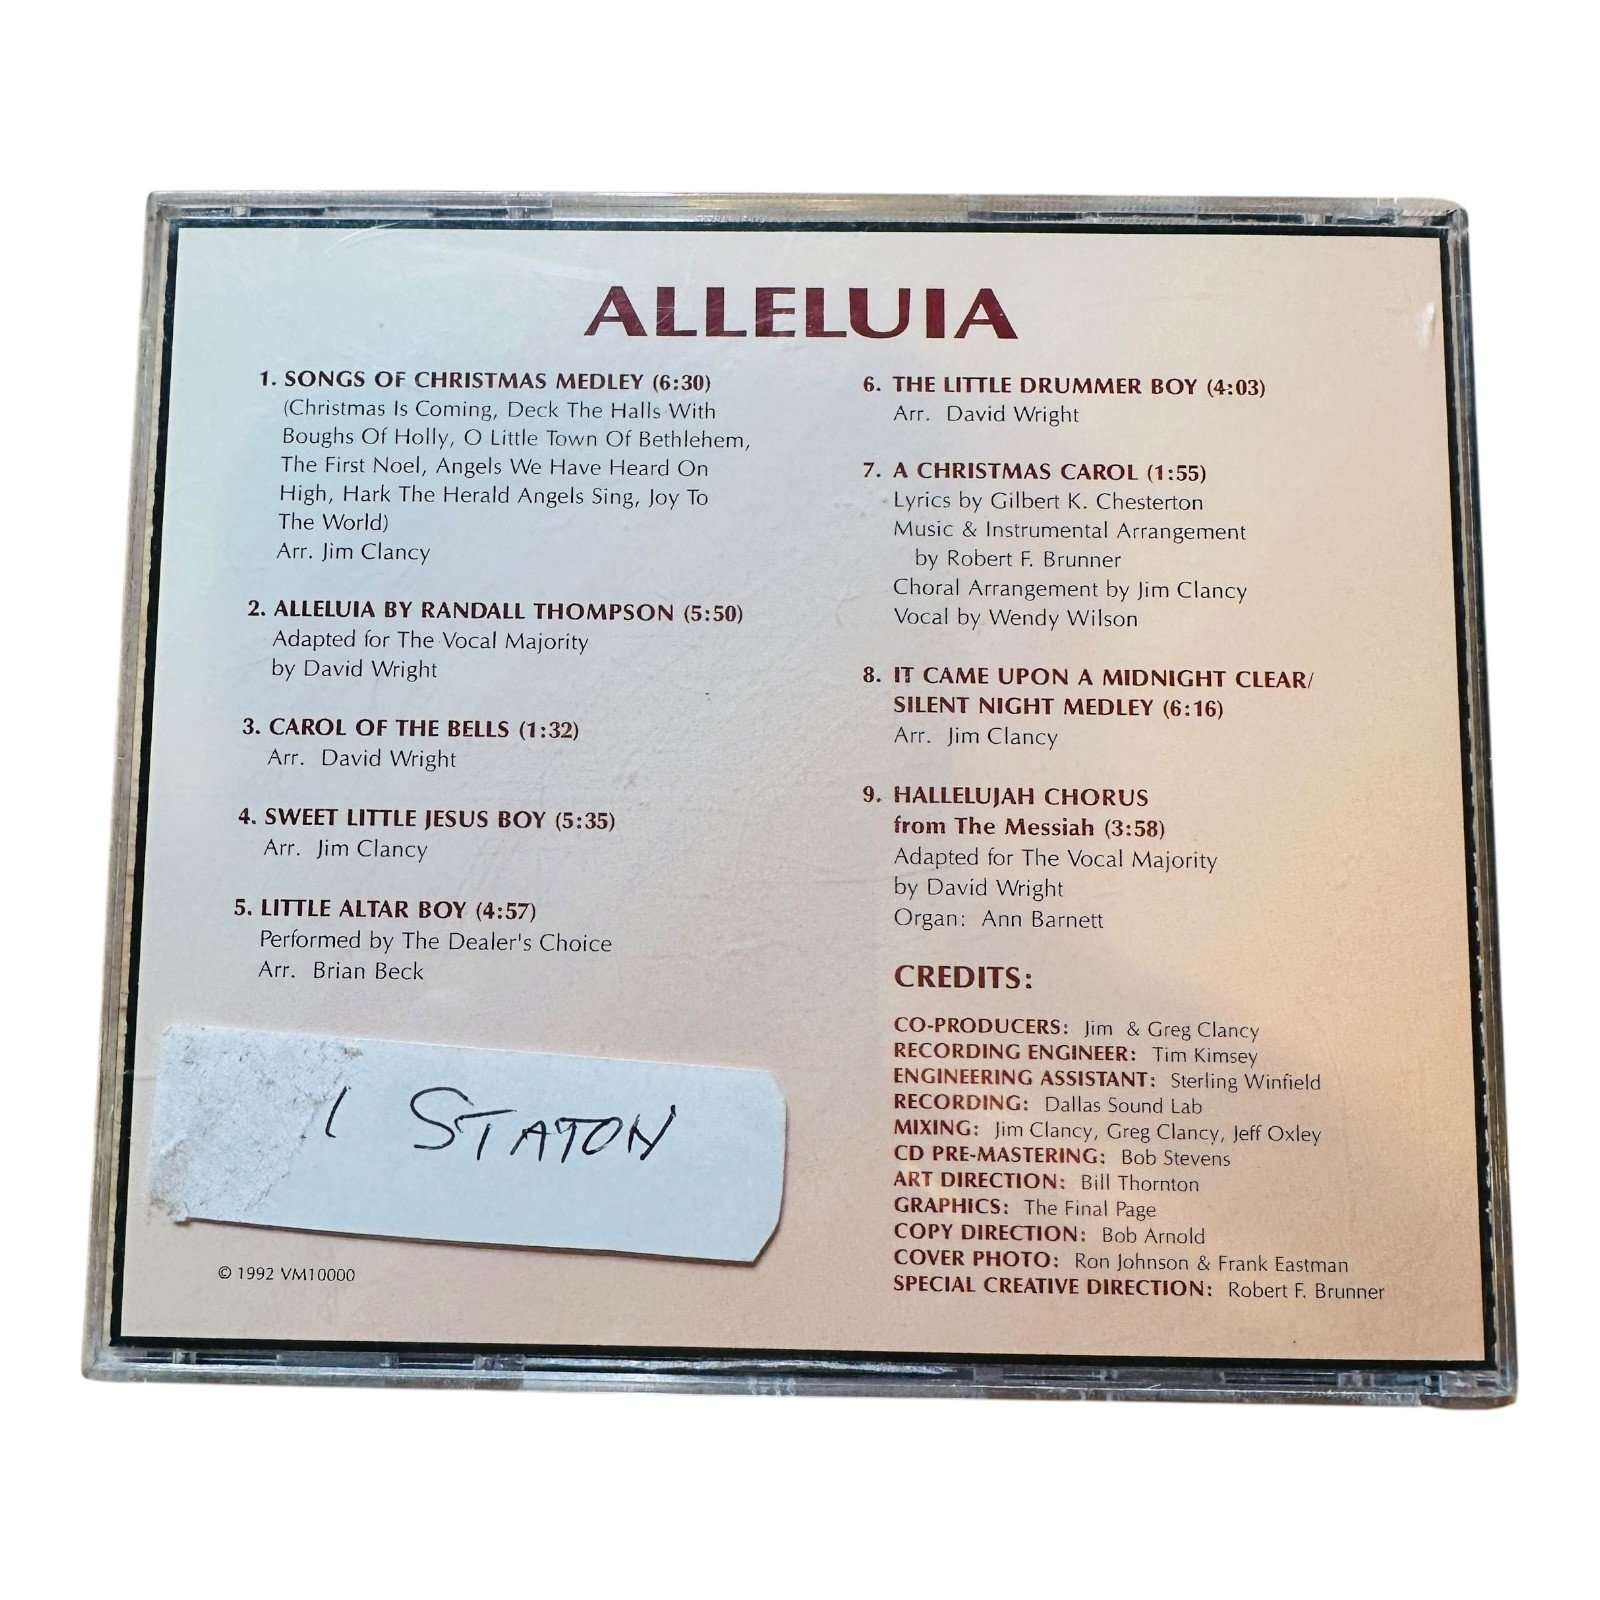 ALLELUIA
1. SONGS OF CHRISTMAS MEDLEY (6:30)
(Christmas Is Coming, Deck The Halls With
Boughs Of Holly, O Little Town Of Bethlehem,
The First Noel, Angels We Have Heard On
High, Hark The Herald Angels Sing, Joy To
The World)
Arr. Jim Clancy
2. ALLELUIA BY RANDALL THOMPSON (5:50)
Adapted for The Vocal Majority
by David Wright
3. CAROL OF THE BELLS (1:32)
Arr. David Wright
4. SWEET LITTLE JESUS BOY (5:35)
Arr. Jim Clancy
5. LITTLE ALTAR BOY (4:57)
Performed by The Dealer's Choice
Arr. Brian Beck
STATON
© 1992 VM10000
6. THE LITTLE DRUMMER BOY (4:03)
Arr. David Wright
7. A CHRISTMAS CAROL (1:55)
Lyrics by Gilbert K. Chesterton
Music & Instrumental Arrangement
by Robert F. Brunner
Choral Arrangement by Jim Clancy
Vocal by Wendy Wilson
8. IT CAME UPON A MIDNIGHT CLEAR/
SILENT NIGHT MEDLEY (6:16)
Arr. Jim Clancy
9. HALLELUJAH CHORUS
from The Messiah (3:58)
Adapted for The Vocal Majority
by David Wright
Organ: Ann Barnett
CREDITS:
CO-PRODUCERS: Jim & Greg Clancy
RECORDING ENGINEER: Tim Kimsey
ENGINEERING ASSISTANT: Sterling Winfield
RECORDING: Dallas Sound Lab
MIXING: Jim Clancy, Greg Clancy, Jeff Oxley
CD PRE-MASTERING: Bob Stevens
ART DIRECTION: Bill Thornton
GRAPHICS: The Final Page
COPY DIRECTION: Bob Arnold
COVER PHOTO: Ron Johnson & Frank Eastman
SPECIAL CREATIVE DIRECTION: Robert F. Brunner